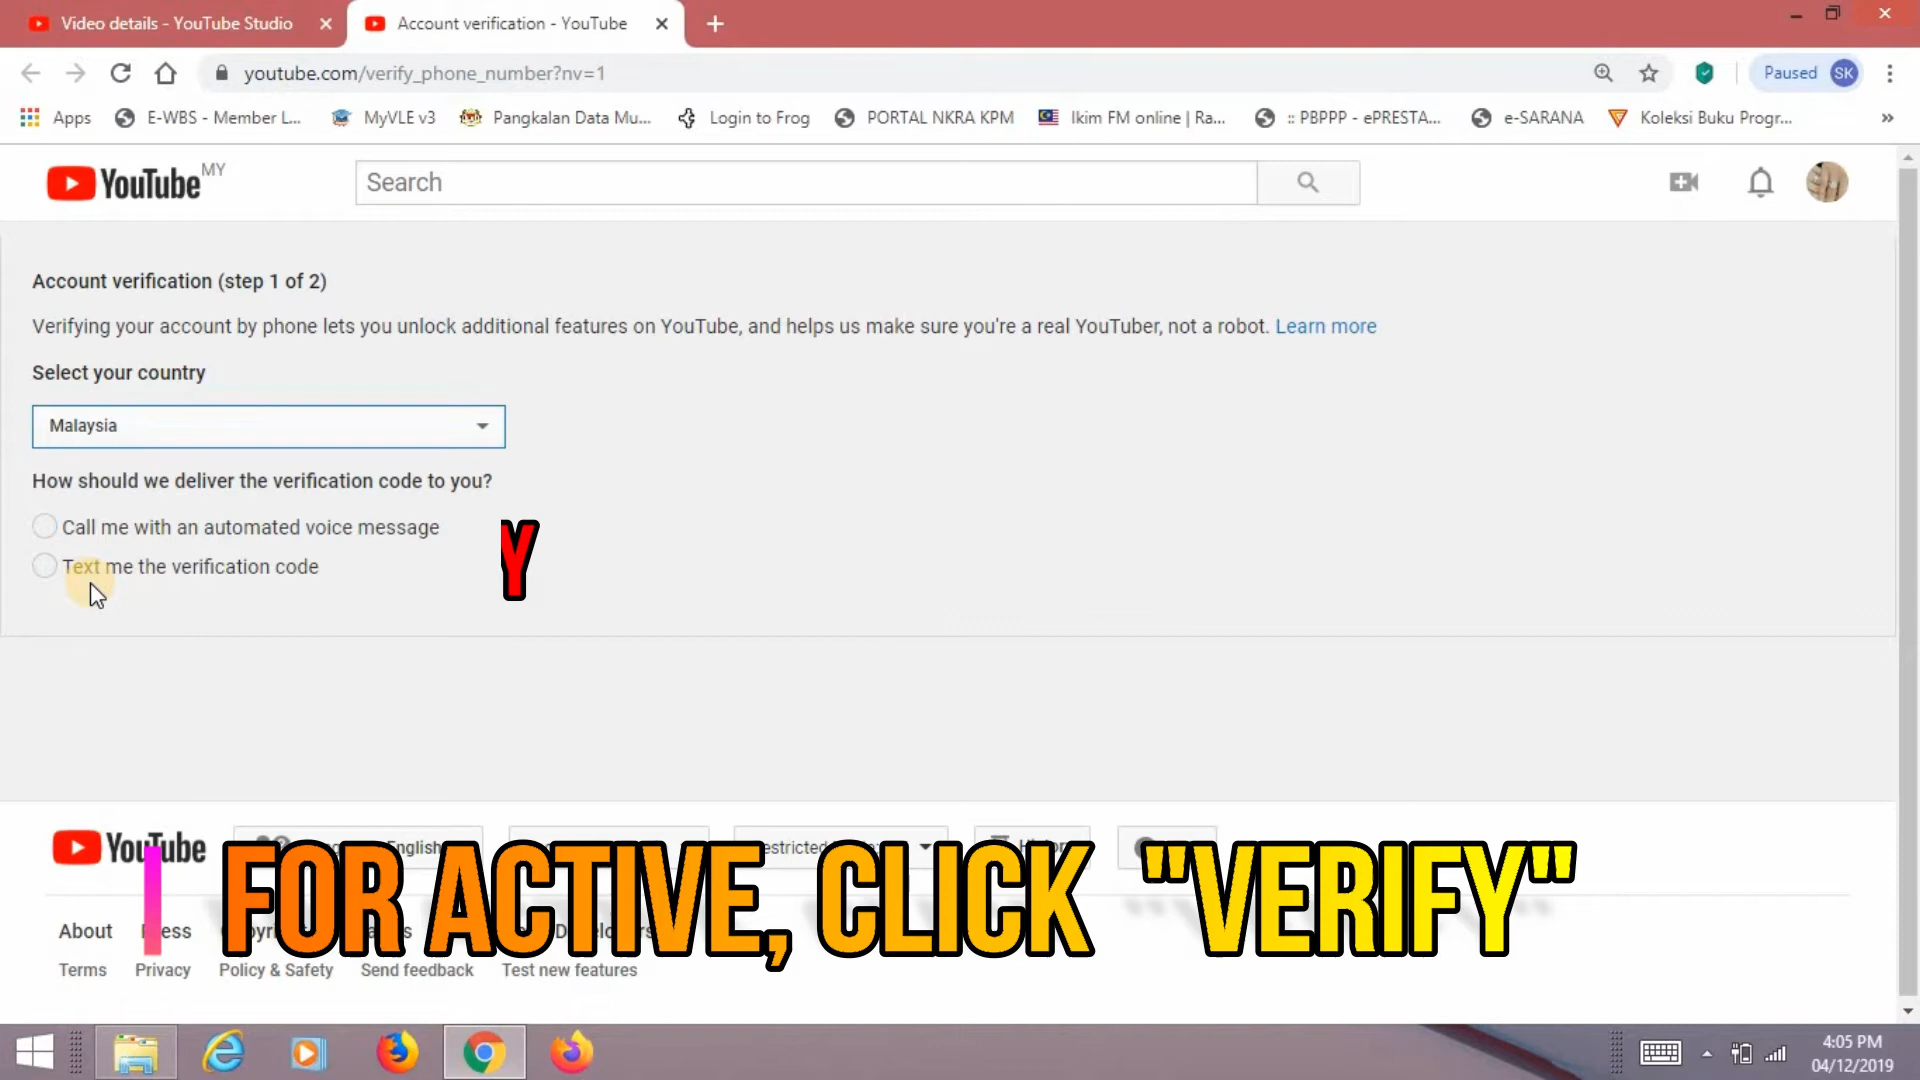 Video details - YouTube Studio
Account verification - YouTube
youtube.com/verify_phone_number?nv=1
Paused SK
Apps
E-WBS - Member L...
MyVLE v3
Pangkalan Data Mu...
Login to Frog
PORTAL NKRA KPM
Ikim FM online | Ra...
:: PBPPP - ePRESTA...
e-SARANA
Koleksi Buku Progr...
YouTube MY
Search
Account verification (step 1 of 2)
Verifying your account by phone lets you unlock additional features on YouTube, and helps us make sure you're a real YouTuber, not a robot. Learn more
Select your country
Malaysia
How should we deliver the verification code to you?
Call me with an automated voice message
Text me the verification code
Y
YouTube
English
FOR ACTIVE, CLICK "VERIFY"
About
Terms Privacy Policy & Safety Send feedback Test new features
4:05 PM
04/12/2019